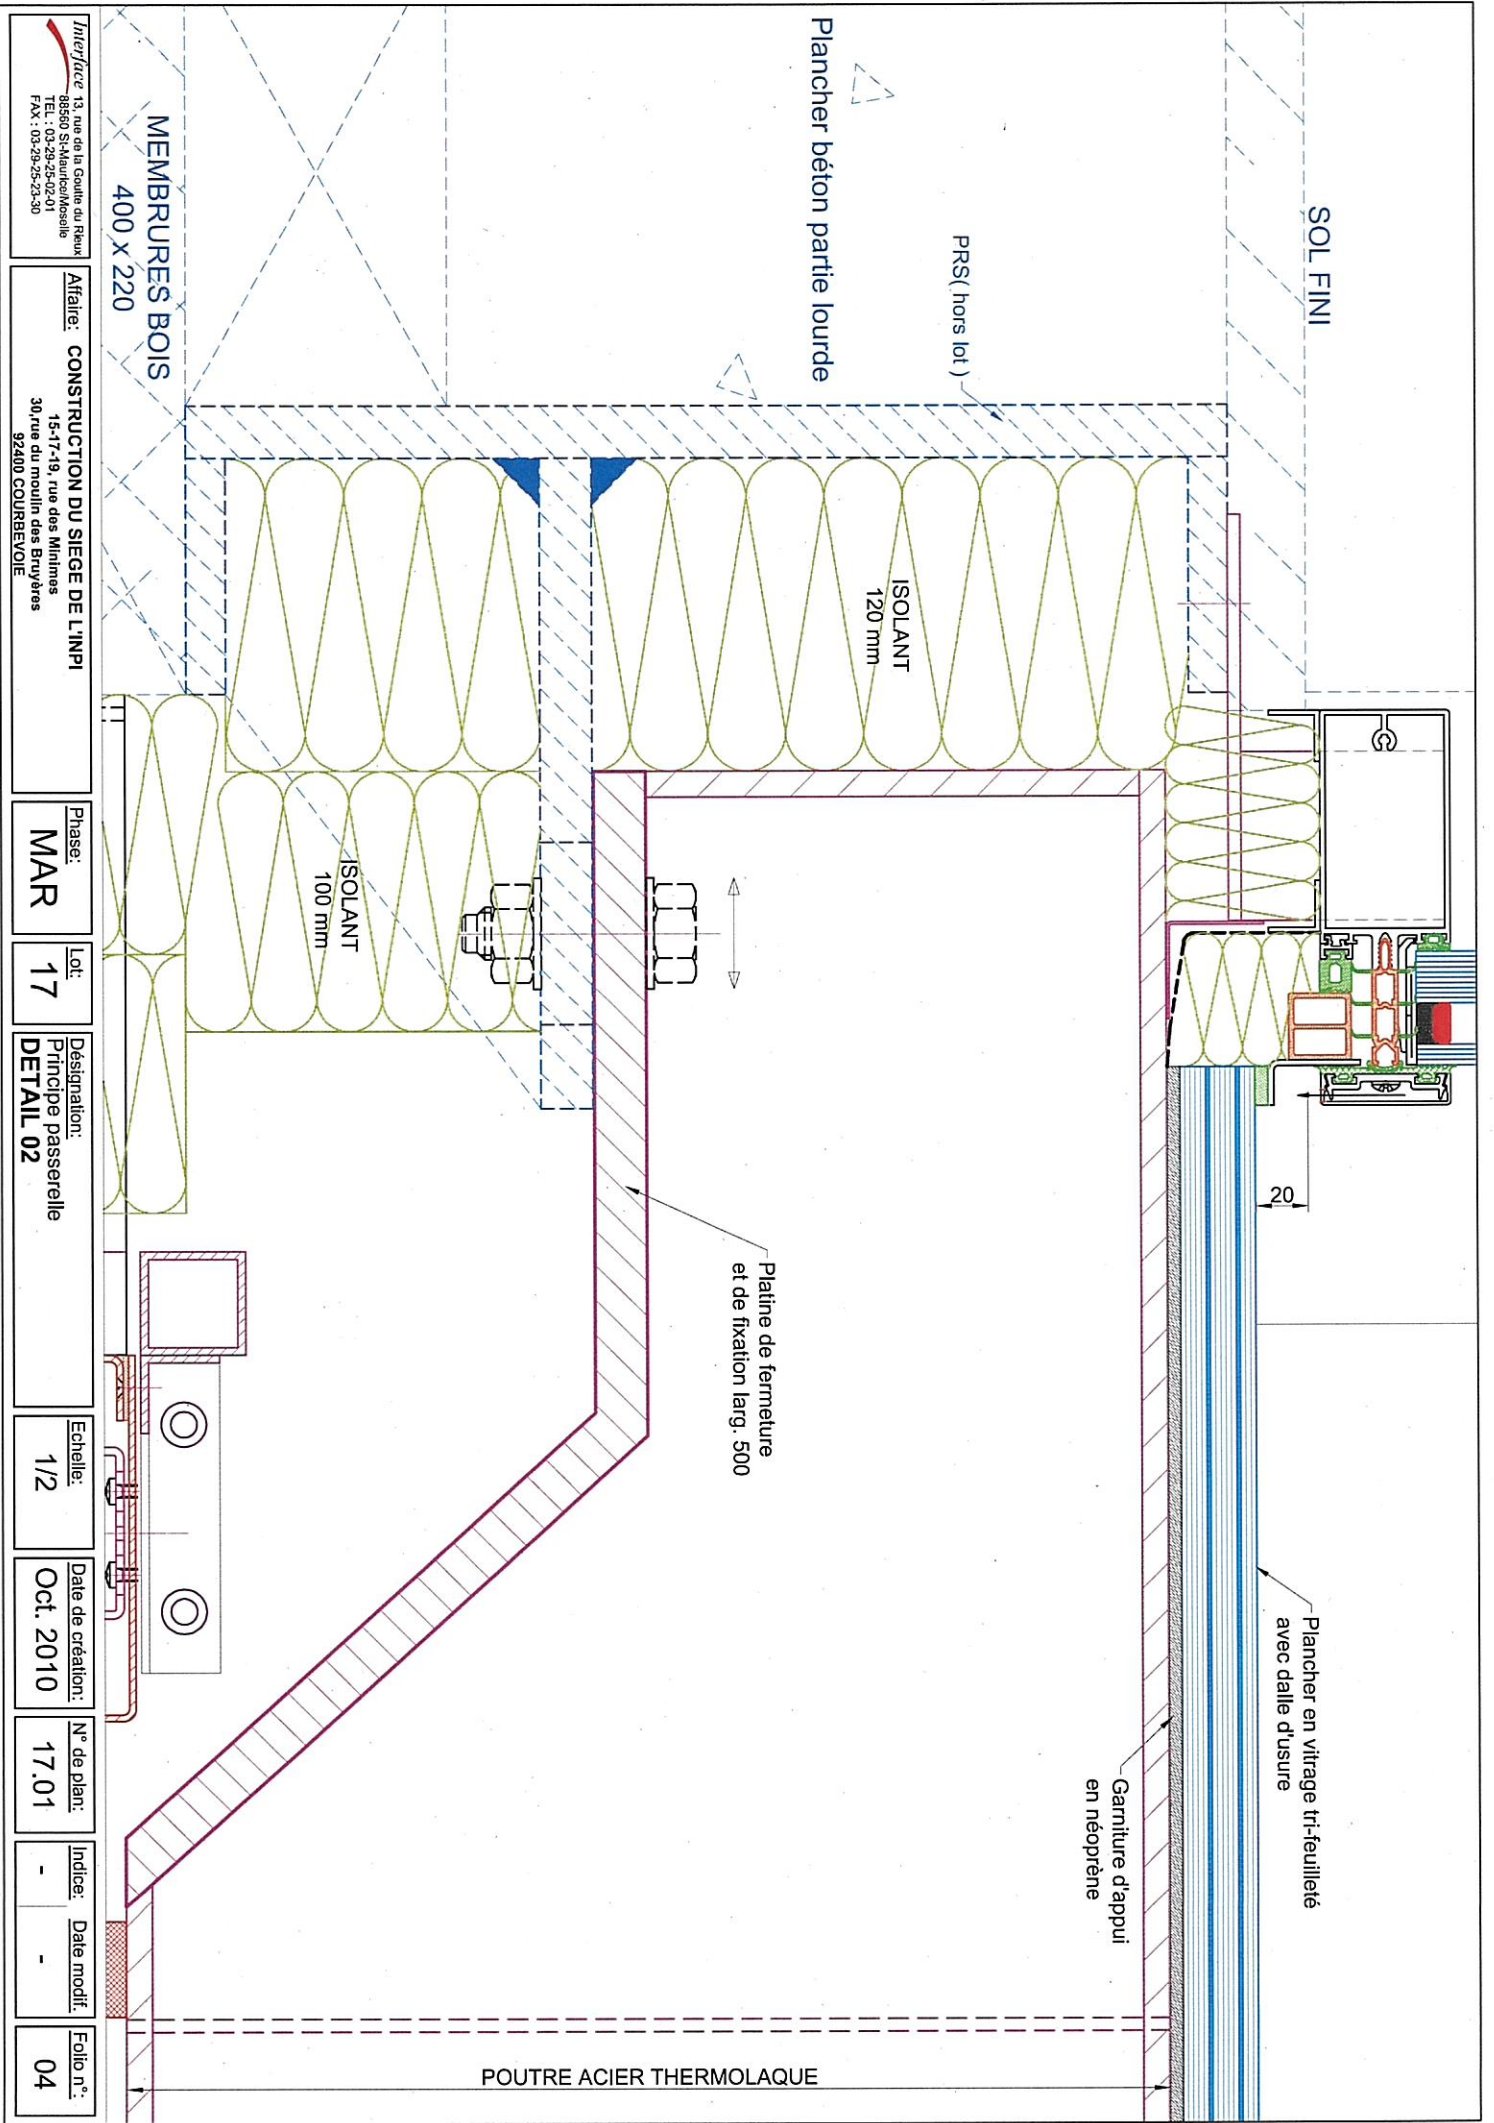 SOL FINI
Plancher béton partie lourde
PRS( hors lot )
MEMBRURES BOIS
400 x 220
ISOLANT
120 mm
ISOLANT
100 mm
20
Platine de fermeture
et de fixation larg. 500
Plancher en vitrage tri-feuilleté
avec dalle d'usure
Garniture d'appui
en néoprène
POUTRE ACIER THERMOLAQUE
Interface
13, rue de la Goutte du Rieux
88560 St-Maurice/Moselle
TEL : 03-29-25-02-01
FAX : 03-29-25-23-30
Affaire: CONSTRUCTION DU SIEGE DE L'INPI
15-17-19, rue des Minimes
30,rue du moulin des Bruyères
92400 COURBEVOIE
Phase:
MAR
Lot:
17
Désignation:
Principe passerelle
DETAIL 02
Echelle:
1/2
Date de création:
Oct. 2010
N° de plan:
17.01
Indice:
-
Date modif.
-
Folio n°:
04